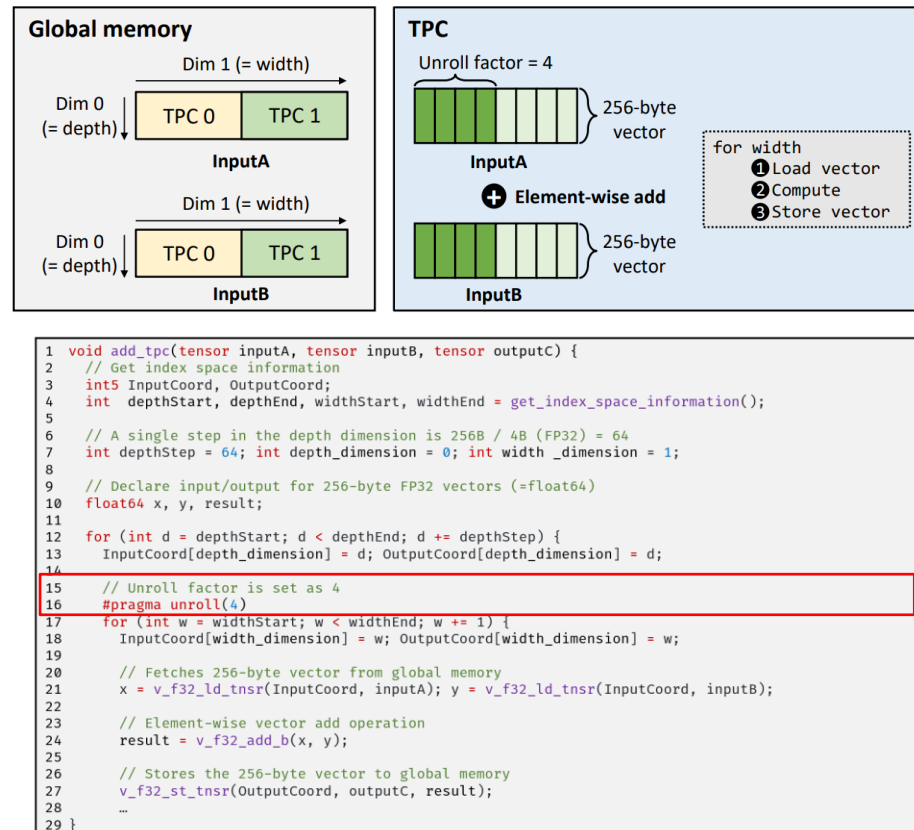 Global memory
Dim 1 (= width)
Dim 0
(= depth)
TPC 0
TPC 1
InputA
Dim 1 (= width)
Dim 0
(= depth)
TPC 0
TPC 1
InputB
TPC
Unroll factor = 4
256-byte
vector
InputA
+ Element-wise add
256-byte
vector
InputB
for width
❶Load vector
❷Compute
❸Store vector
1 void add_tpc(tensor inputA, tensor inputB, tensor outputC) {
2 // Get index space information
3 int5 InputCoord, OutputCoord;
4 int depthStart, depthEnd, widthStart, widthEnd = get_index_space_information();
5
6 // A single step in the depth dimension is 256B / 4B (FP32) = 64
7 int depthStep = 64; int depth_dimension = 0; int width _dimension = 1;
8
9 // Declare input/output for 256-byte FP32 vectors (=float64)
10 float64 x, y, result;
11
12 for (int d = depthStart; d < depthEnd; d += depthStep) {
13 InputCoord[depth_dimension] = d; OutputCoord[depth_dimension] = d;
14
15 // Unroll factor is set as 4
16 #pragma unroll(4)
17 for (int w = widthStart; w < widthEnd; w += 1) {
18 InputCoord[width_dimension] = w; OutputCoord[width_dimension] = w;
19
20 // Fetches 256-byte vector from global memory
21 x = v_f32_ld_tnsr(InputCoord, inputA); y = v_f32_ld_tnsr(InputCoord, inputB);
22
23 // Element-wise vector add operation
24 result = v_f32_add_b(x, y);
25
26 // Stores the 256-byte vector to global memory
27 v_f32_st_tnsr(OutputCoord, outputC, result);
28 …
29 }